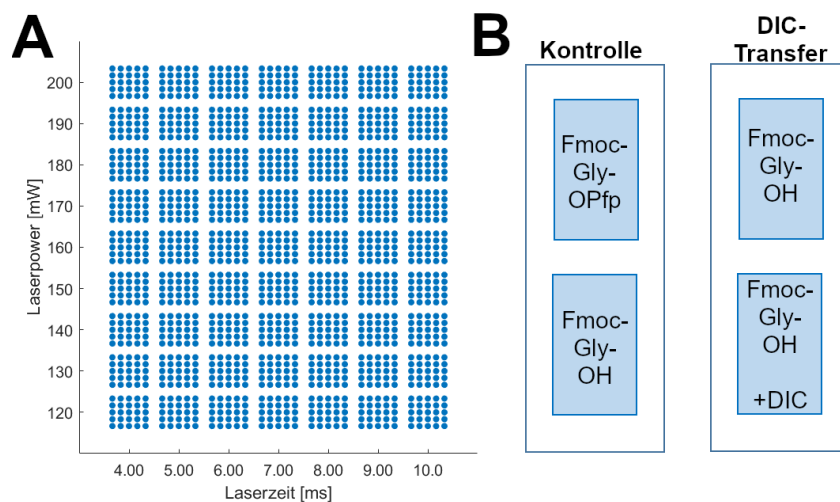 A
Laserpower [mW]
200
190
180
170
160
150
140
130
120
4.00 5.00 6.00 7.00 8.00 9.00 10.0
Laserzeit [ms]
B
Kontrolle
Fmoc-
Gly-
OPfp
Fmoc-
Gly-
OH
DIC-
Transfer
Fmoc-
Gly-
OH
Fmoc-
Gly-
OH
+DIC